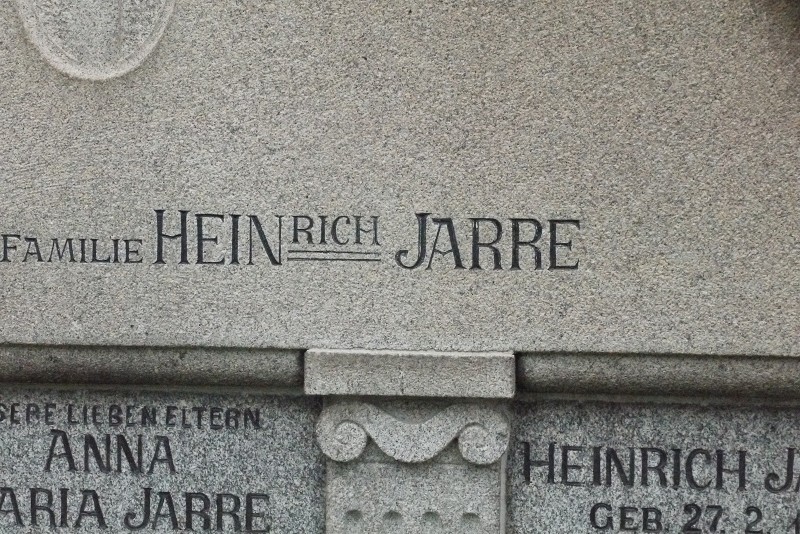 FAMILIE HEINRICH JARRE
LIEBEN ELTERN
ANNA
JARRE
HEINRICH
GEB. 27. 2.